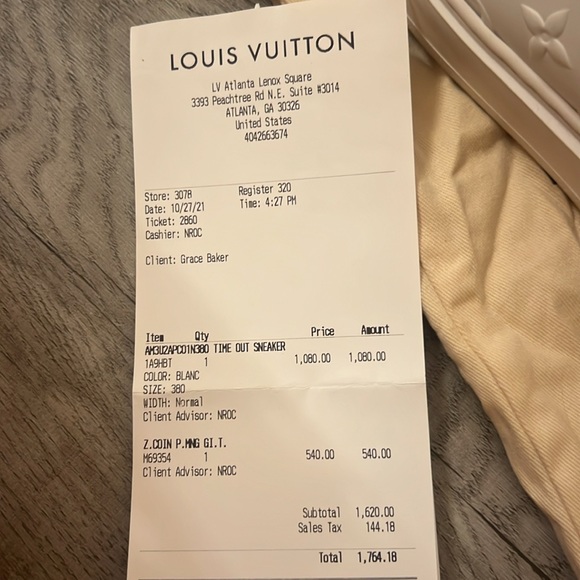 LOUIS VUITTON
LV Atlanta Lenox Square
3393 Peachtree Rd N.E. Suite #3014
ATLANTA, GA 30326
United States
4042663674
Store: 3078 Register 320
Date: 10/27/21 Time: 4:27 PM
Ticket: 2860
Cashier: NROC
Client: Grace Baker
Item Qty Price Amount
AM3U2APC01N380 TIME OUT SNEAKER
1A9HBT 1 1,080.00 1,080.00
COLOR: BLANC
SIZE: 380
WIDTH: Normal
Client Advisor: NROC
Z.COIN P.MNG GI.T.
M69354 1 540.00 540.00
Client Advisor: NROC
Subtotal 1,620.00
Sales Tax 144.18
Total 1,764.18